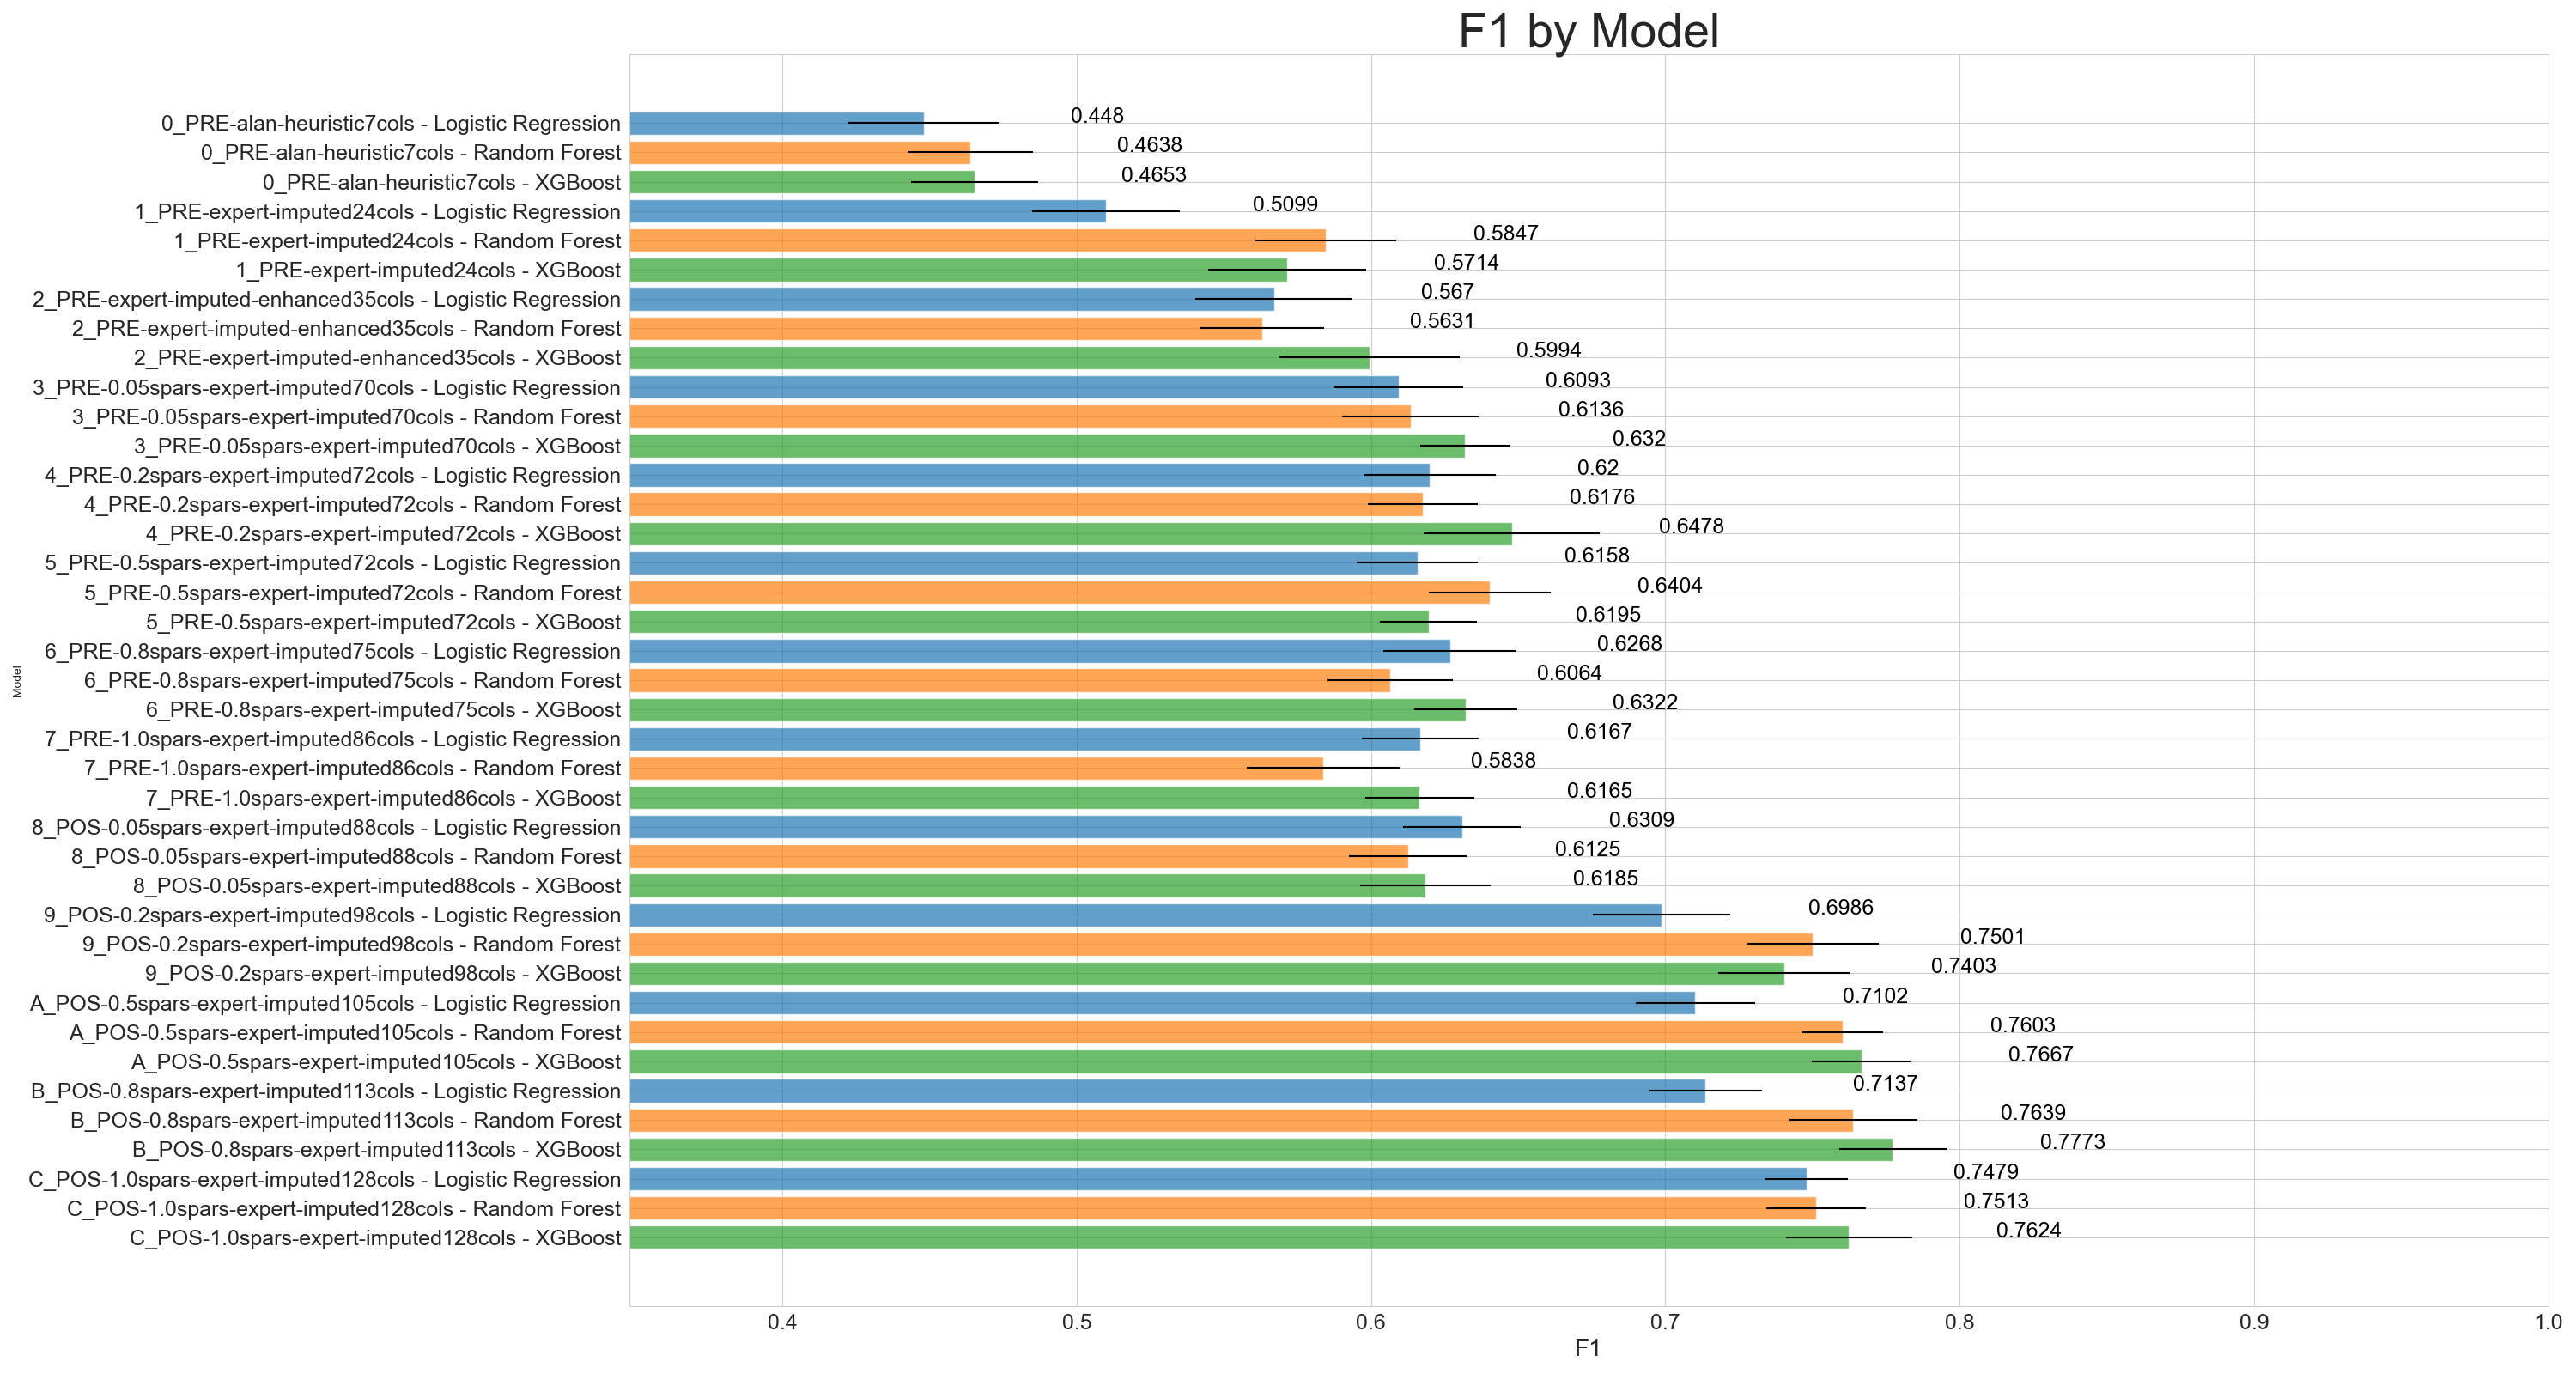 F1 by Model
0_PRE-alan-heuristic7cols - Logistic Regression 0.448
0_PRE-alan-heuristic7cols - Random Forest 0.4638
0_PRE-alan-heuristic7cols - XGBoost 0.4653
1_PRE-expert-imputed24cols - Logistic Regression 0.5099
1_PRE-expert-imputed24cols - Random Forest 0.5847
1_PRE-expert-imputed24cols - XGBoost 0.5714
2_PRE-expert-imputed-enhanced35cols - Logistic Regression 0.567
2_PRE-expert-imputed-enhanced35cols - Random Forest 0.5631
2_PRE-expert-imputed-enhanced35cols - XGBoost 0.5994
3_PRE-0.05spars-expert-imputed70cols - Logistic Regression 0.6093
3_PRE-0.05spars-expert-imputed70cols - Random Forest 0.6136
3_PRE-0.05spars-expert-imputed70cols - XGBoost 0.632
4_PRE-0.2spars-expert-imputed72cols - Logistic Regression 0.62
4_PRE-0.2spars-expert-imputed72cols - Random Forest 0.6176
4_PRE-0.2spars-expert-imputed72cols - XGBoost 0.6478
5_PRE-0.5spars-expert-imputed72cols - Logistic Regression 0.6158
5_PRE-0.5spars-expert-imputed72cols - Random Forest 0.6404
5_PRE-0.5spars-expert-imputed72cols - XGBoost 0.6195
6_PRE-0.8spars-expert-imputed75cols - Logistic Regression 0.6268
6_PRE-0.8spars-expert-imputed75cols - Random Forest 0.6064
6_PRE-0.8spars-expert-imputed75cols - XGBoost 0.6322
7_PRE-1.0spars-expert-imputed86cols - Logistic Regression 0.6167
7_PRE-1.0spars-expert-imputed86cols - Random Forest 0.5838
7_PRE-1.0spars-expert-imputed86cols - XGBoost 0.6165
8_POS-0.05spars-expert-imputed88cols - Logistic Regression 0.6309
8_POS-0.05spars-expert-imputed88cols - Random Forest 0.6125
8_POS-0.05spars-expert-imputed88cols - XGBoost 0.6185
9_POS-0.2spars-expert-imputed98cols - Logistic Regression 0.6986
9_POS-0.2spars-expert-imputed98cols - Random Forest 0.7501
9_POS-0.2spars-expert-imputed98cols - XGBoost 0.7403
A_POS-0.5spars-expert-imputed105cols - Logistic Regression 0.7102
A_POS-0.5spars-expert-imputed105cols - Random Forest 0.7603
A_POS-0.5spars-expert-imputed105cols - XGBoost 0.7667
B_POS-0.8spars-expert-imputed113cols - Logistic Regression 0.7137
B_POS-0.8spars-expert-imputed113cols - Random Forest 0.7639
B_POS-0.8spars-expert-imputed113cols - XGBoost 0.7773
C_POS-1.0spars-expert-imputed128cols - Logistic Regression 0.7479
C_POS-1.0spars-expert-imputed128cols - Random Forest 0.7513
C_POS-1.0spars-expert-imputed128cols - XGBoost 0.7624
Model
0.4 0.5 0.6 0.7 0.8 0.9 1.0
F1